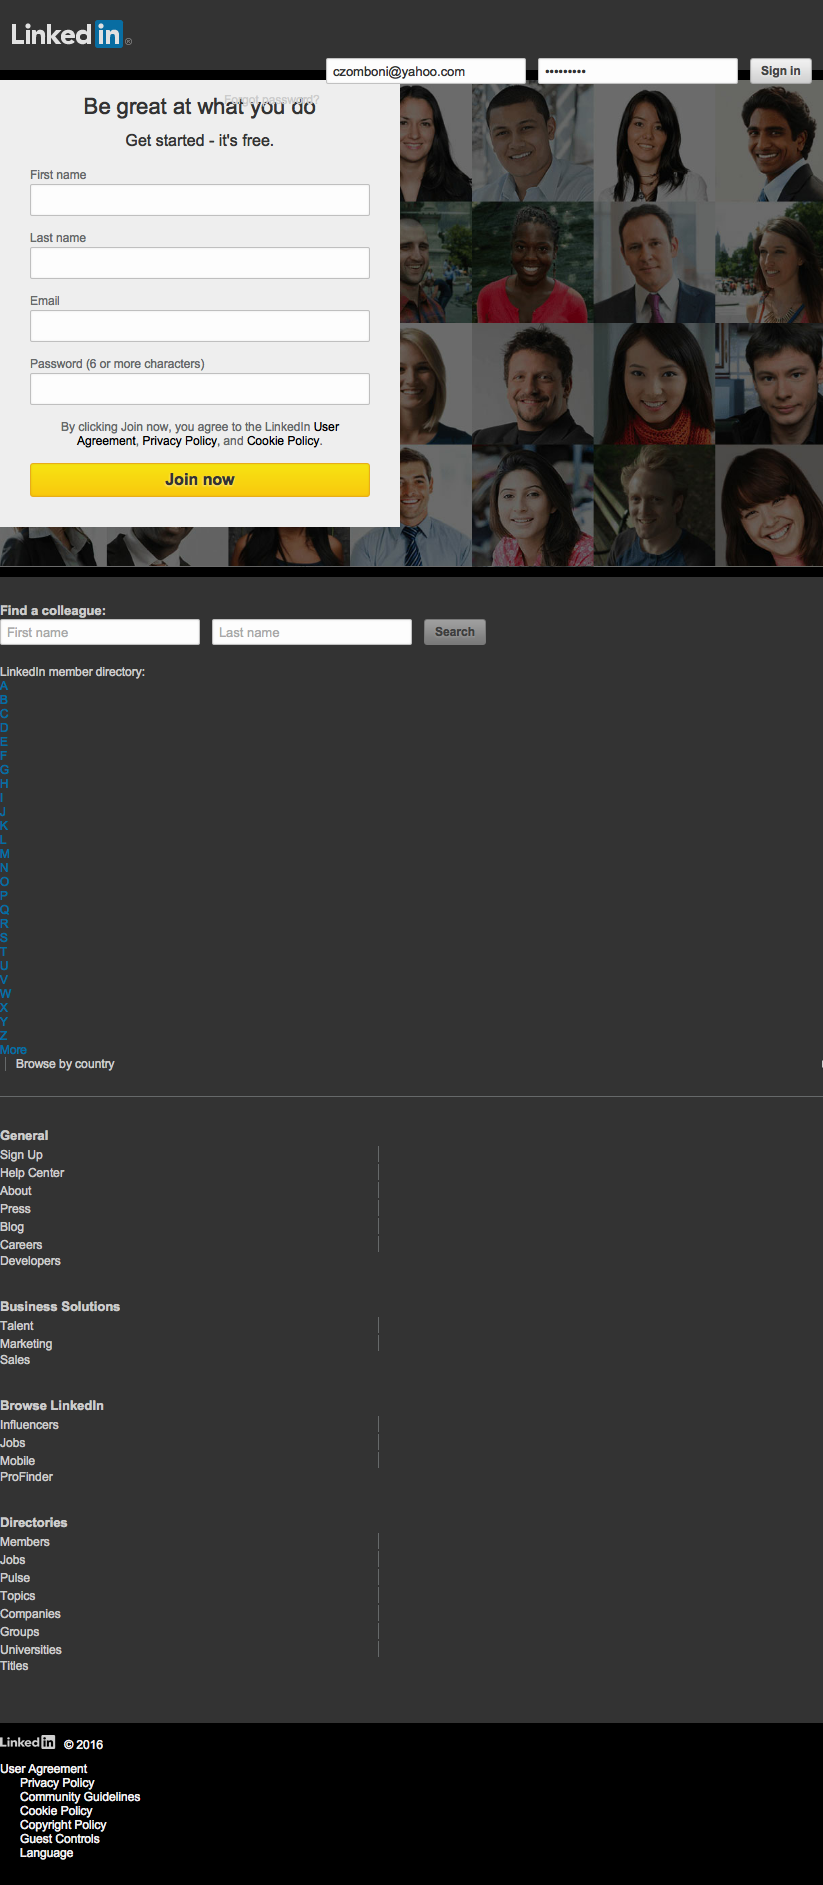 Linked in ®
czomboni@yahoo.com ••••••••• Sign in
Forgot password?
Be great at what you do
Get started - it's free.
First name
Last name
Email
Password (6 or more characters)
By clicking Join now, you agree to the LinkedIn User
Agreement, Privacy Policy, and Cookie Policy.
Join now
Find a colleague:
First name Last name Search
LinkedIn member directory:
A
B
C
D
E
F
G
H
I
J
K
L
M
N
O
P
Q
R
S
T
U
V
W
X
Y
Z
More
Browse by country
General
Sign Up
Help Center
About
Press
Blog
Careers
Developers
Business Solutions
Talent
Marketing
Sales
Browse LinkedIn
Influencers
Jobs
Mobile
ProFinder
Directories
Members
Jobs
Pulse
Topics
Companies
Groups
Universities
Titles
Linked in © 2016
User Agreement
Privacy Policy
Community Guidelines
Cookie Policy
Copyright Policy
Guest Controls
Language